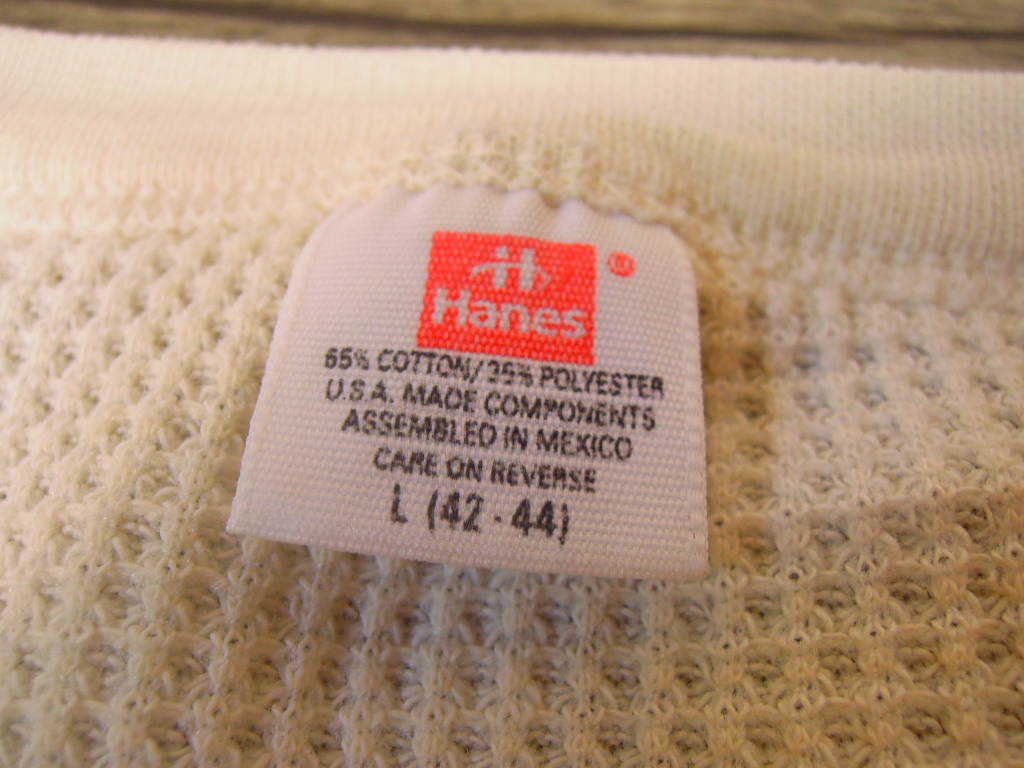 H
Hanes ®
65% COTTON/35% POLYESTER
U.S.A. MADE COMPONENTS
ASSEMBLED IN MEXICO
CARE ON REVERSE
L (42-44)